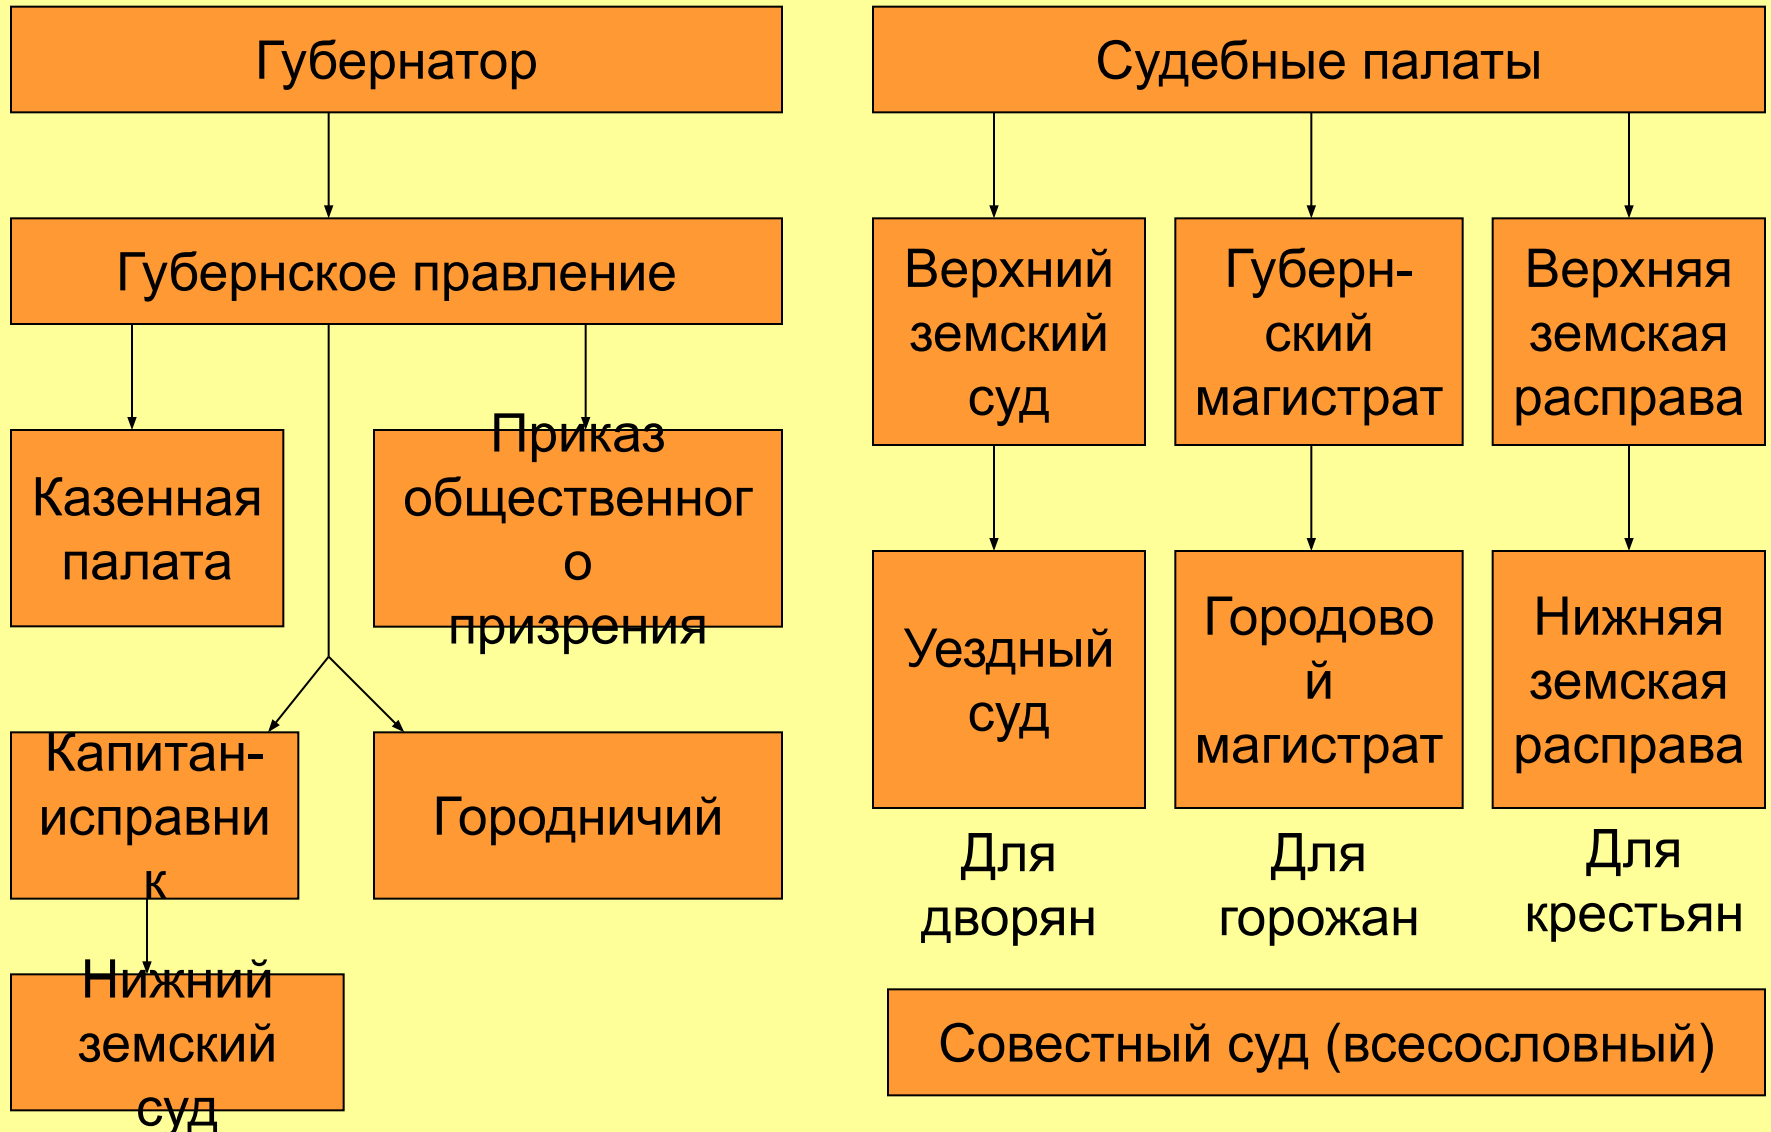 Губернатор
Губернское правление
Казенная
палата
Приказ
общественног
о
призрения
Капитан-
исправни
к
Городничий
Нижний
земский
суд
Судебные палаты
Верхний
земский
суд
Губерн-
ский
магистрат
Верхняя
земская
расправа
Уездный
суд
Городово
й
магистрат
Нижняя
земская
расправа
Для
дворян
Для
горожан
Для
крестьян
Совестный суд (всесословный)